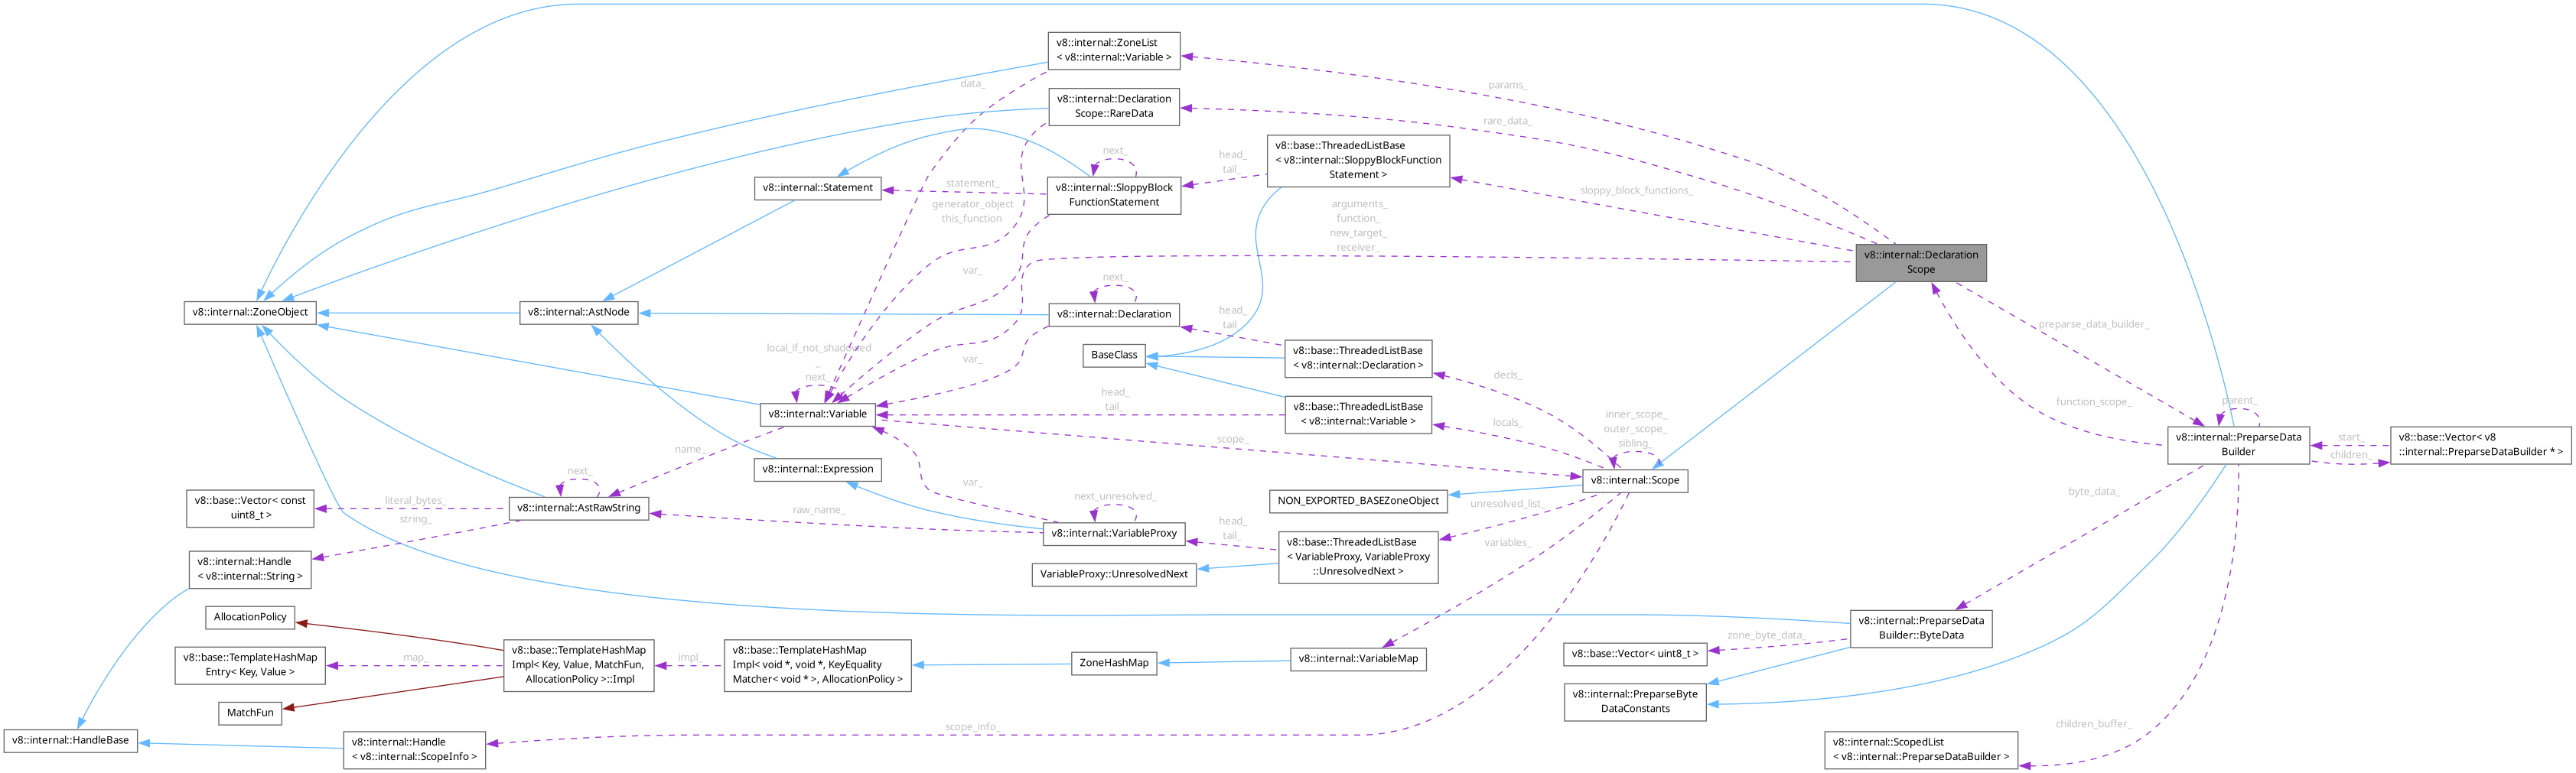 v8::internal::ZoneList
< v8::internal::Variable >
data_
params_
v8::internal::Declaration
Scope::RareData
rare_data_
v8::base::ThreadedListBase
< v8::internal::SloppyBlockFunction
Statement >
next_
head_
tail_
v8::internal::Statement
statement_
v8::internal::SloppyBlock
FunctionStatement
sloppy_block_functions_
generator_object
this_function
arguments_
function_
new_target_
receiver_
v8::internal::Declaration
Scope
var_
next_
v8::internal::ZoneObject
v8::internal::AstNode
v8::internal::Declaration
head_
tail_
preparse_data_builder_
local_if_not_shadowed
_
next_
var_
BaseClass
v8::base::ThreadedListBase
< v8::internal::Declaration >
decls_
v8::internal::Variable
head_
tail_
v8::base::ThreadedListBase
< v8::internal::Variable >
locals_
inner_scope_
outer_scope_
sibling_
function_scope_
parent_
name_
scope_
v8::internal::PreparseData
Builder
start_
children_
v8::base::Vector< v8
::internal::PreparseDataBuilder * >
next_
v8::internal::Expression
var_
v8::internal::Scope
v8::base::Vector< const
uint8_t >
literal_bytes_
string_
v8::internal::AstRawString
raw_name_
next_unresolved_
v8::internal::VariableProxy
NON_EXPORTED_BASEZoneObject
unresolved_list_
byte_data_
head_
tail_
v8::base::ThreadedListBase
< VariableProxy, VariableProxy
::UnresolvedNext >
variables_
v8::internal::Handle
< v8::internal::String >
VariableProxy::UnresolvedNext
AllocationPolicy
v8::internal::PreparseData
Builder::ByteData
zone_byte_data_
v8::base::Vector< uint8_t >
v8::base::TemplateHashMap
Entry< Key, Value >
map_
v8::base::TemplateHashMap
Impl< Key, Value, MatchFun,
AllocationPolicy >::Impl
impl_
v8::base::TemplateHashMap
Impl< void *, void *, KeyEquality
Matcher< void * >, AllocationPolicy >
ZoneHashMap
v8::internal::VariableMap
v8::internal::PreparseByte
DataConstants
MatchFun
scope_info_
children_buffer_
v8::internal::HandleBase
v8::internal::Handle
< v8::internal::ScopeInfo >
v8::internal::ScopedList
< v8::internal::PreparseDataBuilder >